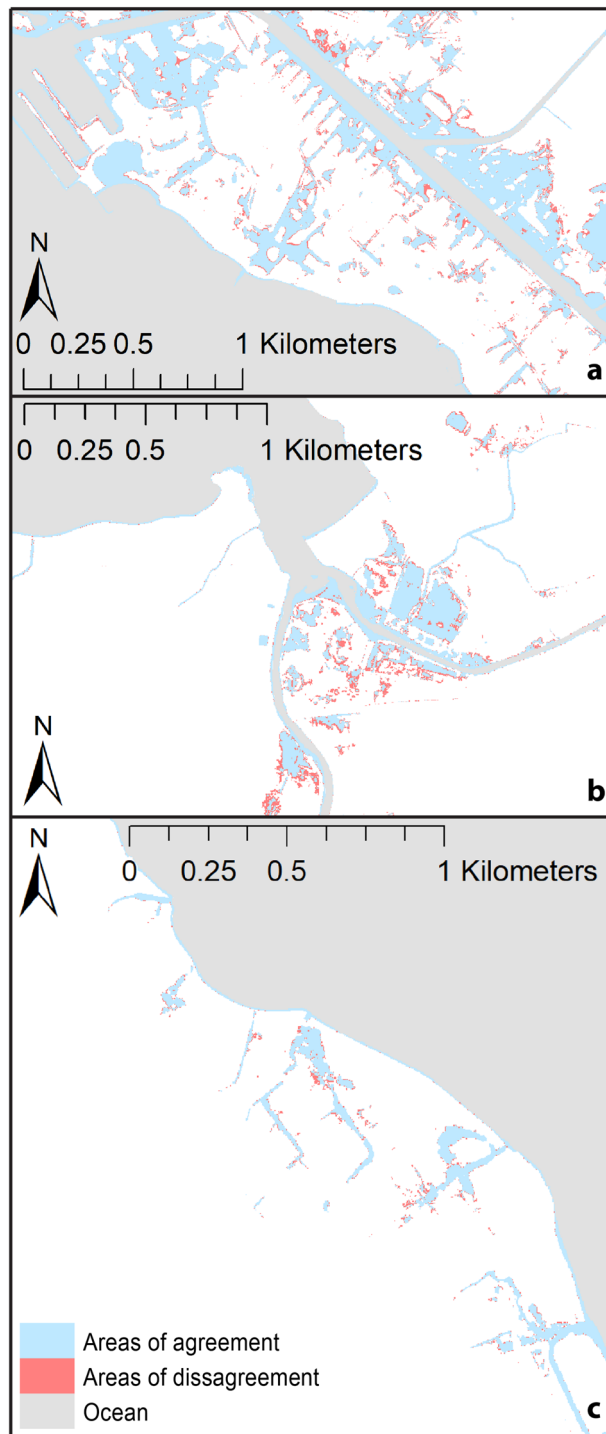 N
0 0.25 0.5 1 Kilometers
a
0 0.25 0.5 1 Kilometers
N
b
N
0 0.25 0.5 1 Kilometers
Areas of agreement
Areas of dissagreement
Ocean
c